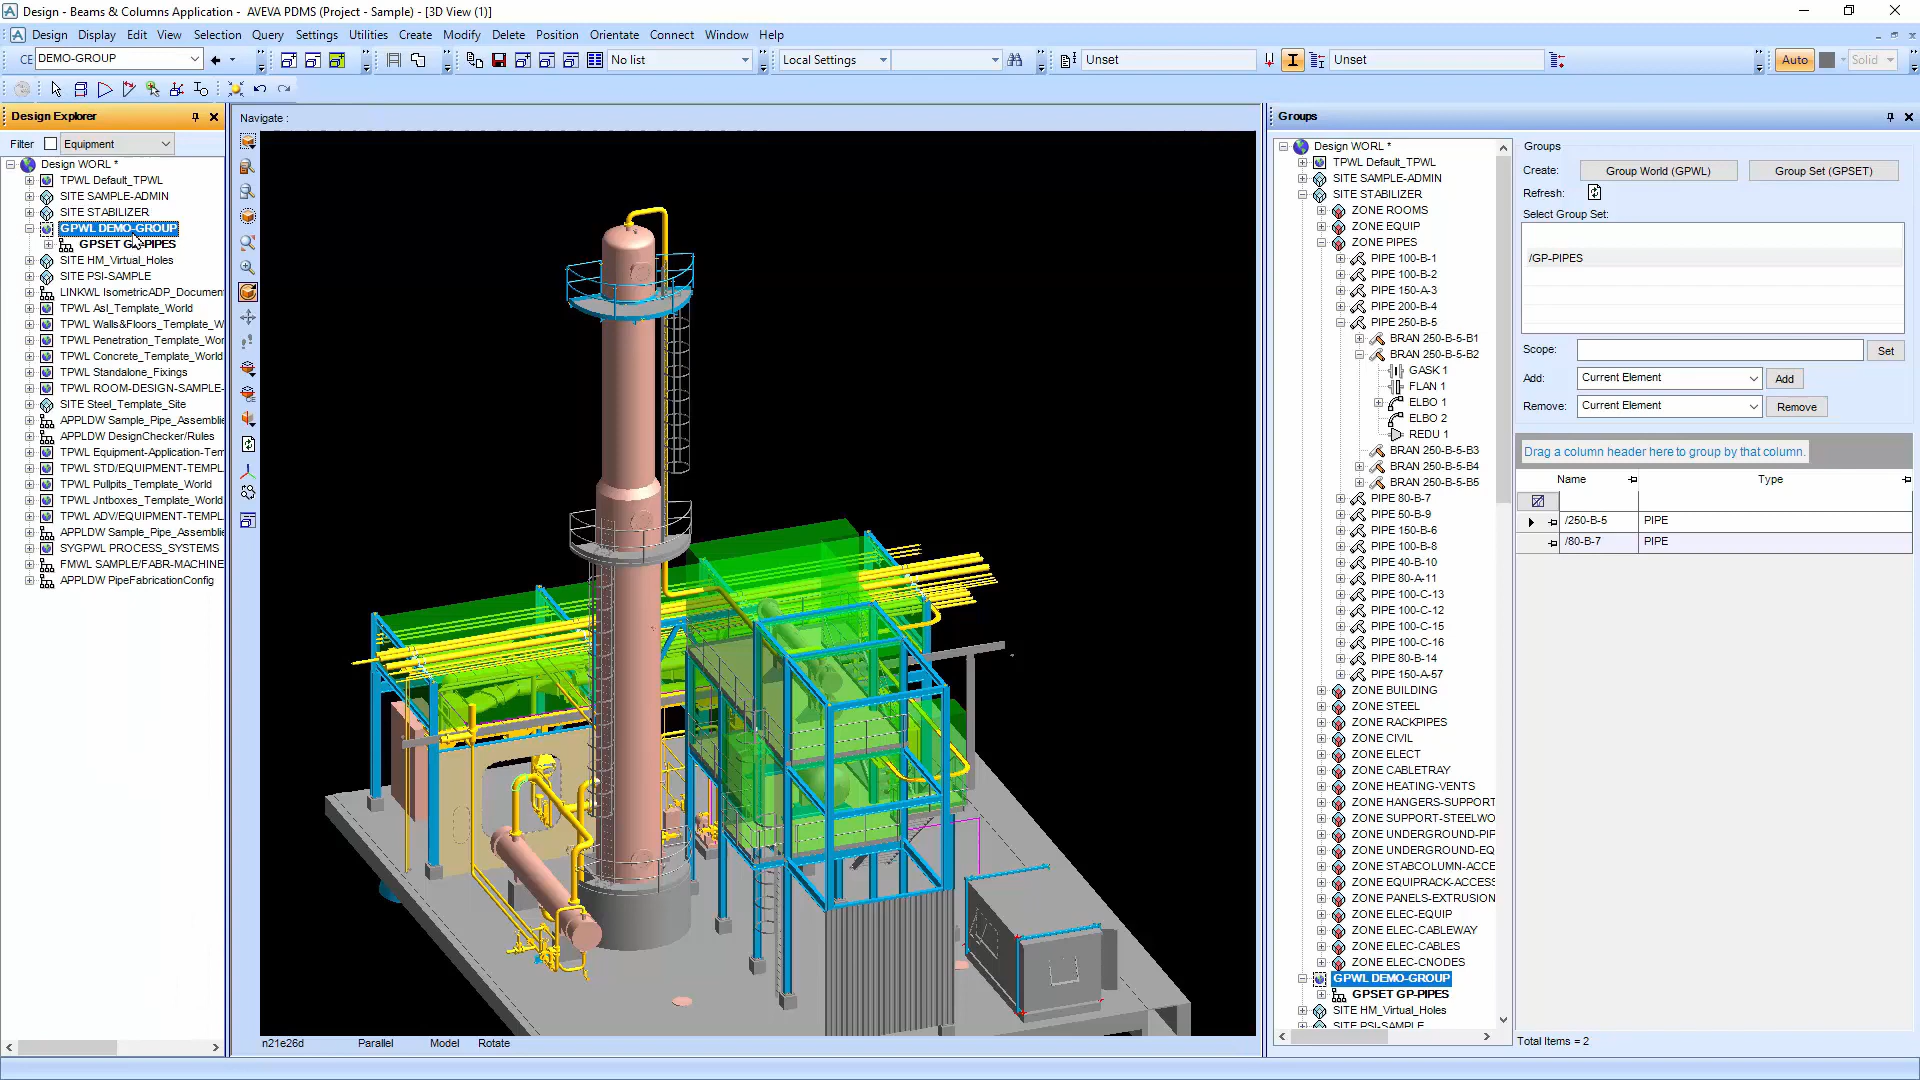 Design - Beams & Columns Application - AVEVA PDMS (Project - Sample) - [3D View (1)]
Design Display Edit View Selection Query Settings Utilities Create Modify Delete Position Orientate Connect Window Help
CE DEMO-GROUP No list Local Settings Unset Unset Auto Solid
Design Explorer
Filter Equipment
Design WORL *
TPWL Default_TPWL
SITE SAMPLE-ADMIN
SITE STABILIZER
GPWL DEMO-GROUP
GPSET GP-PIPES
SITE HM_Virtual_Holes
SITE PSI-SAMPLE
LINKWL IsometricADP_Documen
TPWL Asl_Template_World
TPWL Walls&Floors_Template_W
TPWL Penetration_Template_Wor
TPWL Concrete_Template_World
TPWL Standalone_Fixings
TPWL ROOM-DESIGN-SAMPLE-
SITE Steel_Template_Site
APPLDW Sample_Pipe_Assemblie
APPLDW DesignChecker/Rules
TPWL Equipment-Application-Tem
TPWL STD/EQUIPMENT-TEMPL
TPWL Pullpits_Template_World
TPWL Jntboxes_Template_World
TPWL ADV/EQUIPMENT-TEMPL
APPLDW Sample_Pipe_Assemblie
SYGPWL PROCESS_SYSTEMS
FMWL SAMPLE/FABR-MACHINE
APPLDW PipeFabricationConfig
Navigate :
n21e26d Parallel Model Rotate
Groups
Design WORL *
TPWL Default_TPWL
SITE SAMPLE-ADMIN
SITE STABILIZER
ZONE ROOMS
ZONE EQUIP
ZONE PIPES
PIPE 100-B-1
PIPE 100-B-2
PIPE 150-A-3
PIPE 200-B-4
PIPE 250-B-5
BRAN 250-B-5-B1
BRAN 250-B-5-B2
GASK 1
FLAN 1
ELBO 1
ELBO 2
REDU 1
BRAN 250-B-5-B3
BRAN 250-B-5-B4
BRAN 250-B-5-B5
PIPE 80-B-7
PIPE 50-B-9
PIPE 150-B-6
PIPE 100-B-8
PIPE 40-B-10
PIPE 80-A-11
PIPE 100-C-13
PIPE 100-C-12
PIPE 100-C-15
PIPE 100-C-16
PIPE 80-B-14
PIPE 150-A-57
ZONE BUILDING
ZONE STEEL
ZONE RACKPIPES
ZONE CIVIL
ZONE ELECT
ZONE CABLETRAY
ZONE HEATING-VENTS
ZONE HANGERS-SUPPORT
ZONE SUPPORT-STEELWO
ZONE UNDERGROUND-PIP
ZONE UNDERGROUND-EQ
ZONE STABCOLUMN-ACCE
ZONE EQUIPRACK-ACCESS
ZONE PANELS-EXTRUSION
ZONE ELEC-EQUIP
ZONE ELEC-CABLEWAY
ZONE ELEC-CABLES
ZONE ELEC-CNODES
GPWL DEMO-GROUP
GPSET GP-PIPES
SITE HM_Virtual_Holes
SITE PSI-SAMPLE
Groups
Create: Group World (GPWL) Group Set (GPSET)
Refresh:
Select Group Set:
/GP-PIPES
Scope: Set
Add: Current Element Add
Remove: Current Element Remove
Drag a column header here to group by that column.
Name Type
/250-B-5 PIPE
/80-B-7 PIPE
Total Items = 2